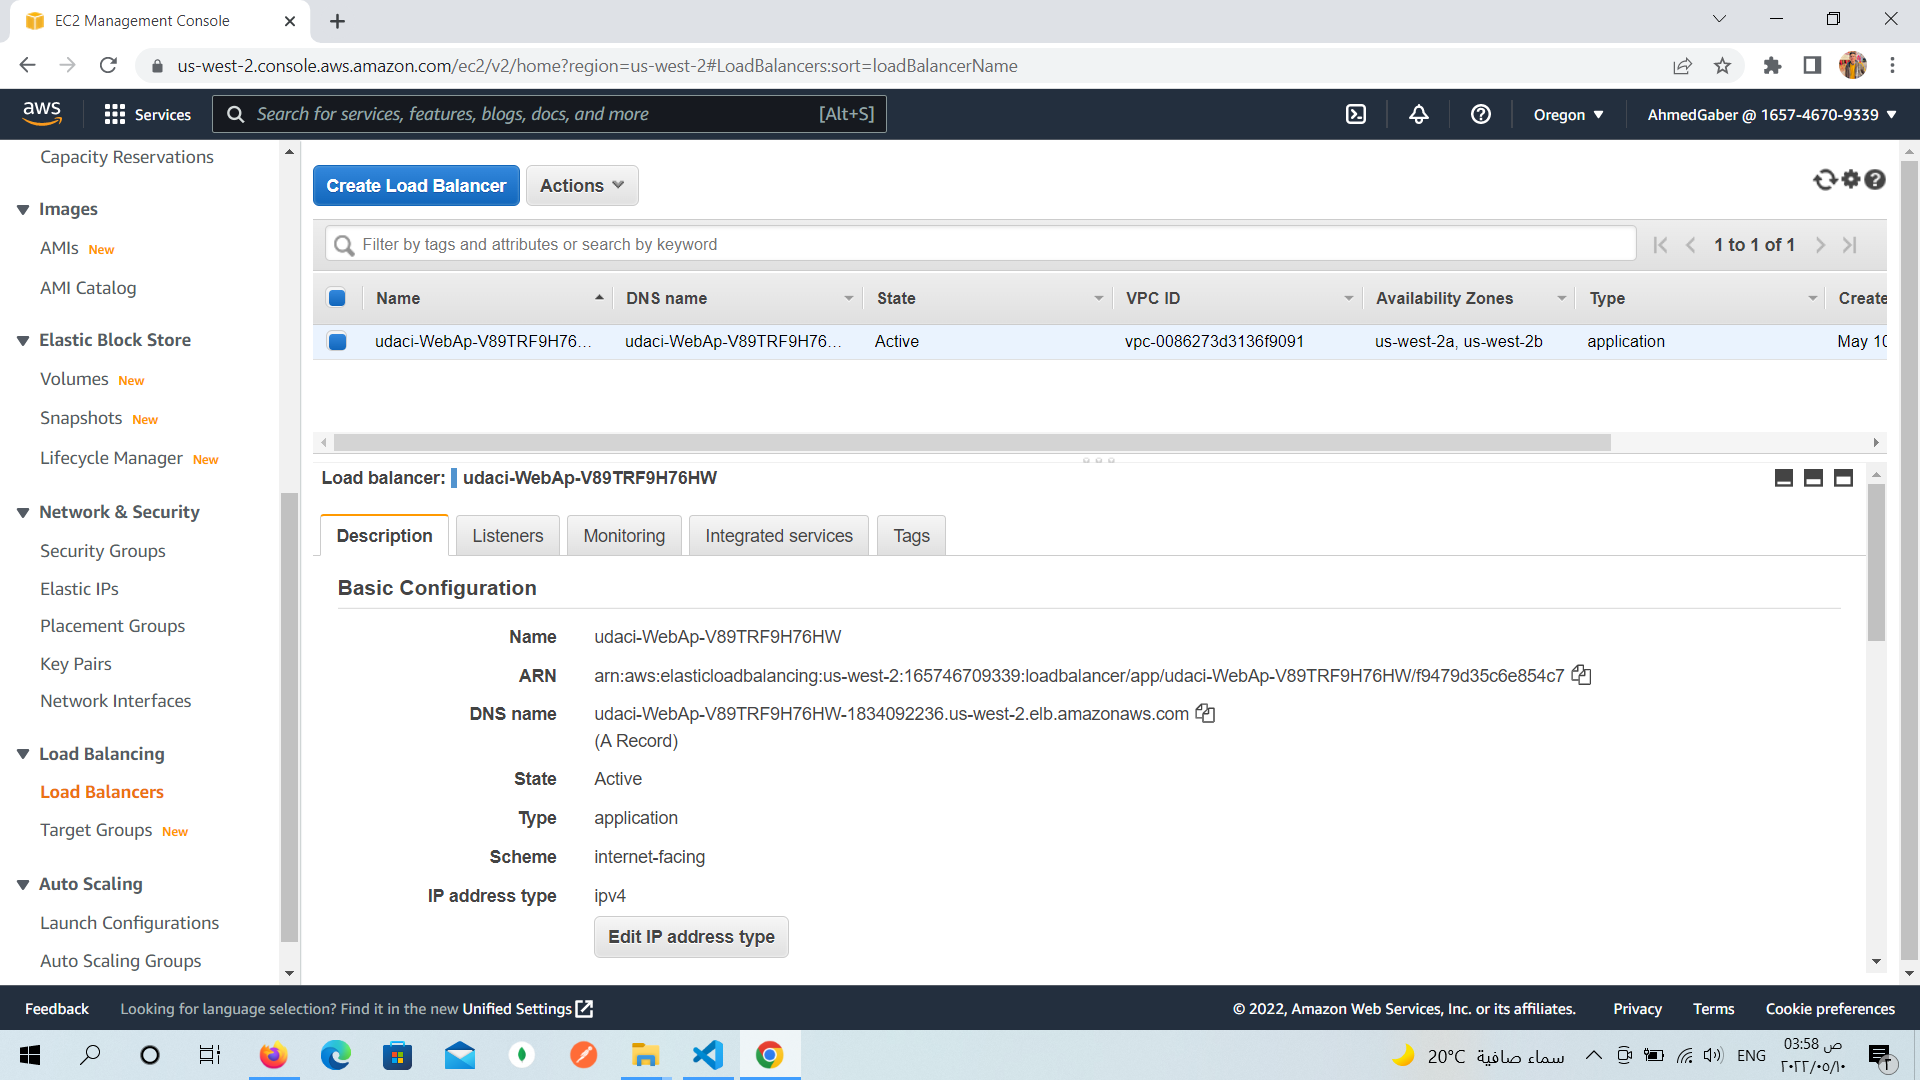 EC2 Management Console
us-west-2.console.aws.amazon.com/ec2/v2/home?region=us-west-2#LoadBalancers:sort=loadBalancerName
aws
Services
Search for services, features, blogs, docs, and more
[Alt+S]
Oregon
AhmedGaber @ 1657-4670-9339
Capacity Reservations
Images
AMIs New
AMI Catalog
Elastic Block Store
Volumes New
Snapshots New
Lifecycle Manager New
Network & Security
Security Groups
Elastic IPs
Placement Groups
Key Pairs
Network Interfaces
Load Balancing
Load Balancers
Target Groups New
Auto Scaling
Launch Configurations
Auto Scaling Groups
Create Load Balancer
Actions
Filter by tags and attributes or search by keyword
1 to 1 of 1
Name DNS name State VPC ID Availability Zones Type Create
udaci-WebAp-V89TRF9H76... udaci-WebAp-V89TRF9H76... Active vpc-0086273d3136f9091 us-west-2a, us-west-2b application May 10
Load balancer: udaci-WebAp-V89TRF9H76HW
Description Listeners Monitoring Integrated services Tags
Basic Configuration
Name udaci-WebAp-V89TRF9H76HW
ARN arn:aws:elasticloadbalancing:us-west-2:165746709339:loadbalancer/app/udaci-WebAp-V89TRF9H76HW/f9479d35c6e854c7
DNS name udaci-WebAp-V89TRF9H76HW-1834092236.us-west-2.elb.amazonaws.com
(A Record)
State Active
Type application
Scheme internet-facing
IP address type ipv4
Edit IP address type
Feedback
Looking for language selection? Find it in the new Unified Settings
© 2022, Amazon Web Services, Inc. or its affiliates.
Privacy
Terms
Cookie preferences
20°C سماء صافية
ENG
03:58 ص
٢٠٢٢/٠٥/١٠
٢